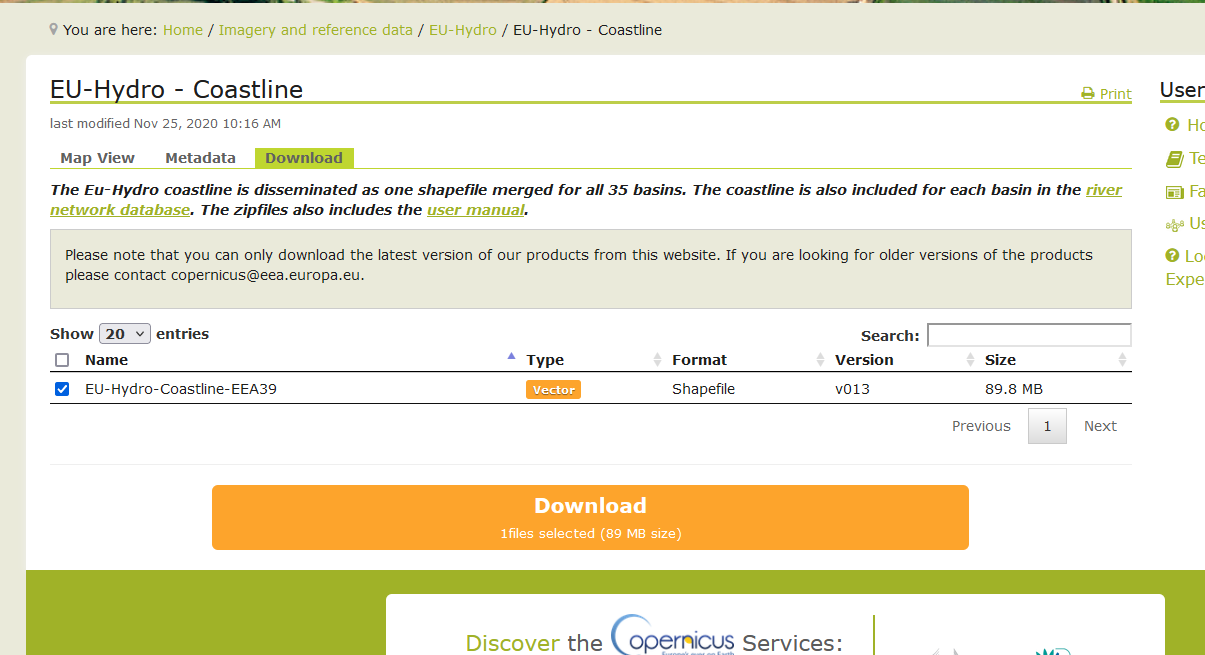 You are here: Home / Imagery and reference data / EU-Hydro / EU-Hydro - Coastline
EU-Hydro - Coastline
Print
last modified Nov 25, 2020 10:16 AM
Map View Metadata Download
The Eu-Hydro coastline is disseminated as one shapefile merged for all 35 basins. The coastline is also included for each basin in the river
network database. The zipfiles also includes the user manual.
Please note that you can only download the latest version of our products from this website. If you are looking for older versions of the products
please contact copernicus@eea.europa.eu.
Show 20 entries
Search:
Name Type Format Version Size
EU-Hydro-Coastline-EEA39 Vector Shapefile v013 89.8 MB
Previous 1 Next
Download
1files selected (89 MB size)
Discover the opernicus Services:
Europe's eyes on Earth
User
Ho
Te
Fa
Us
Lo
Expe